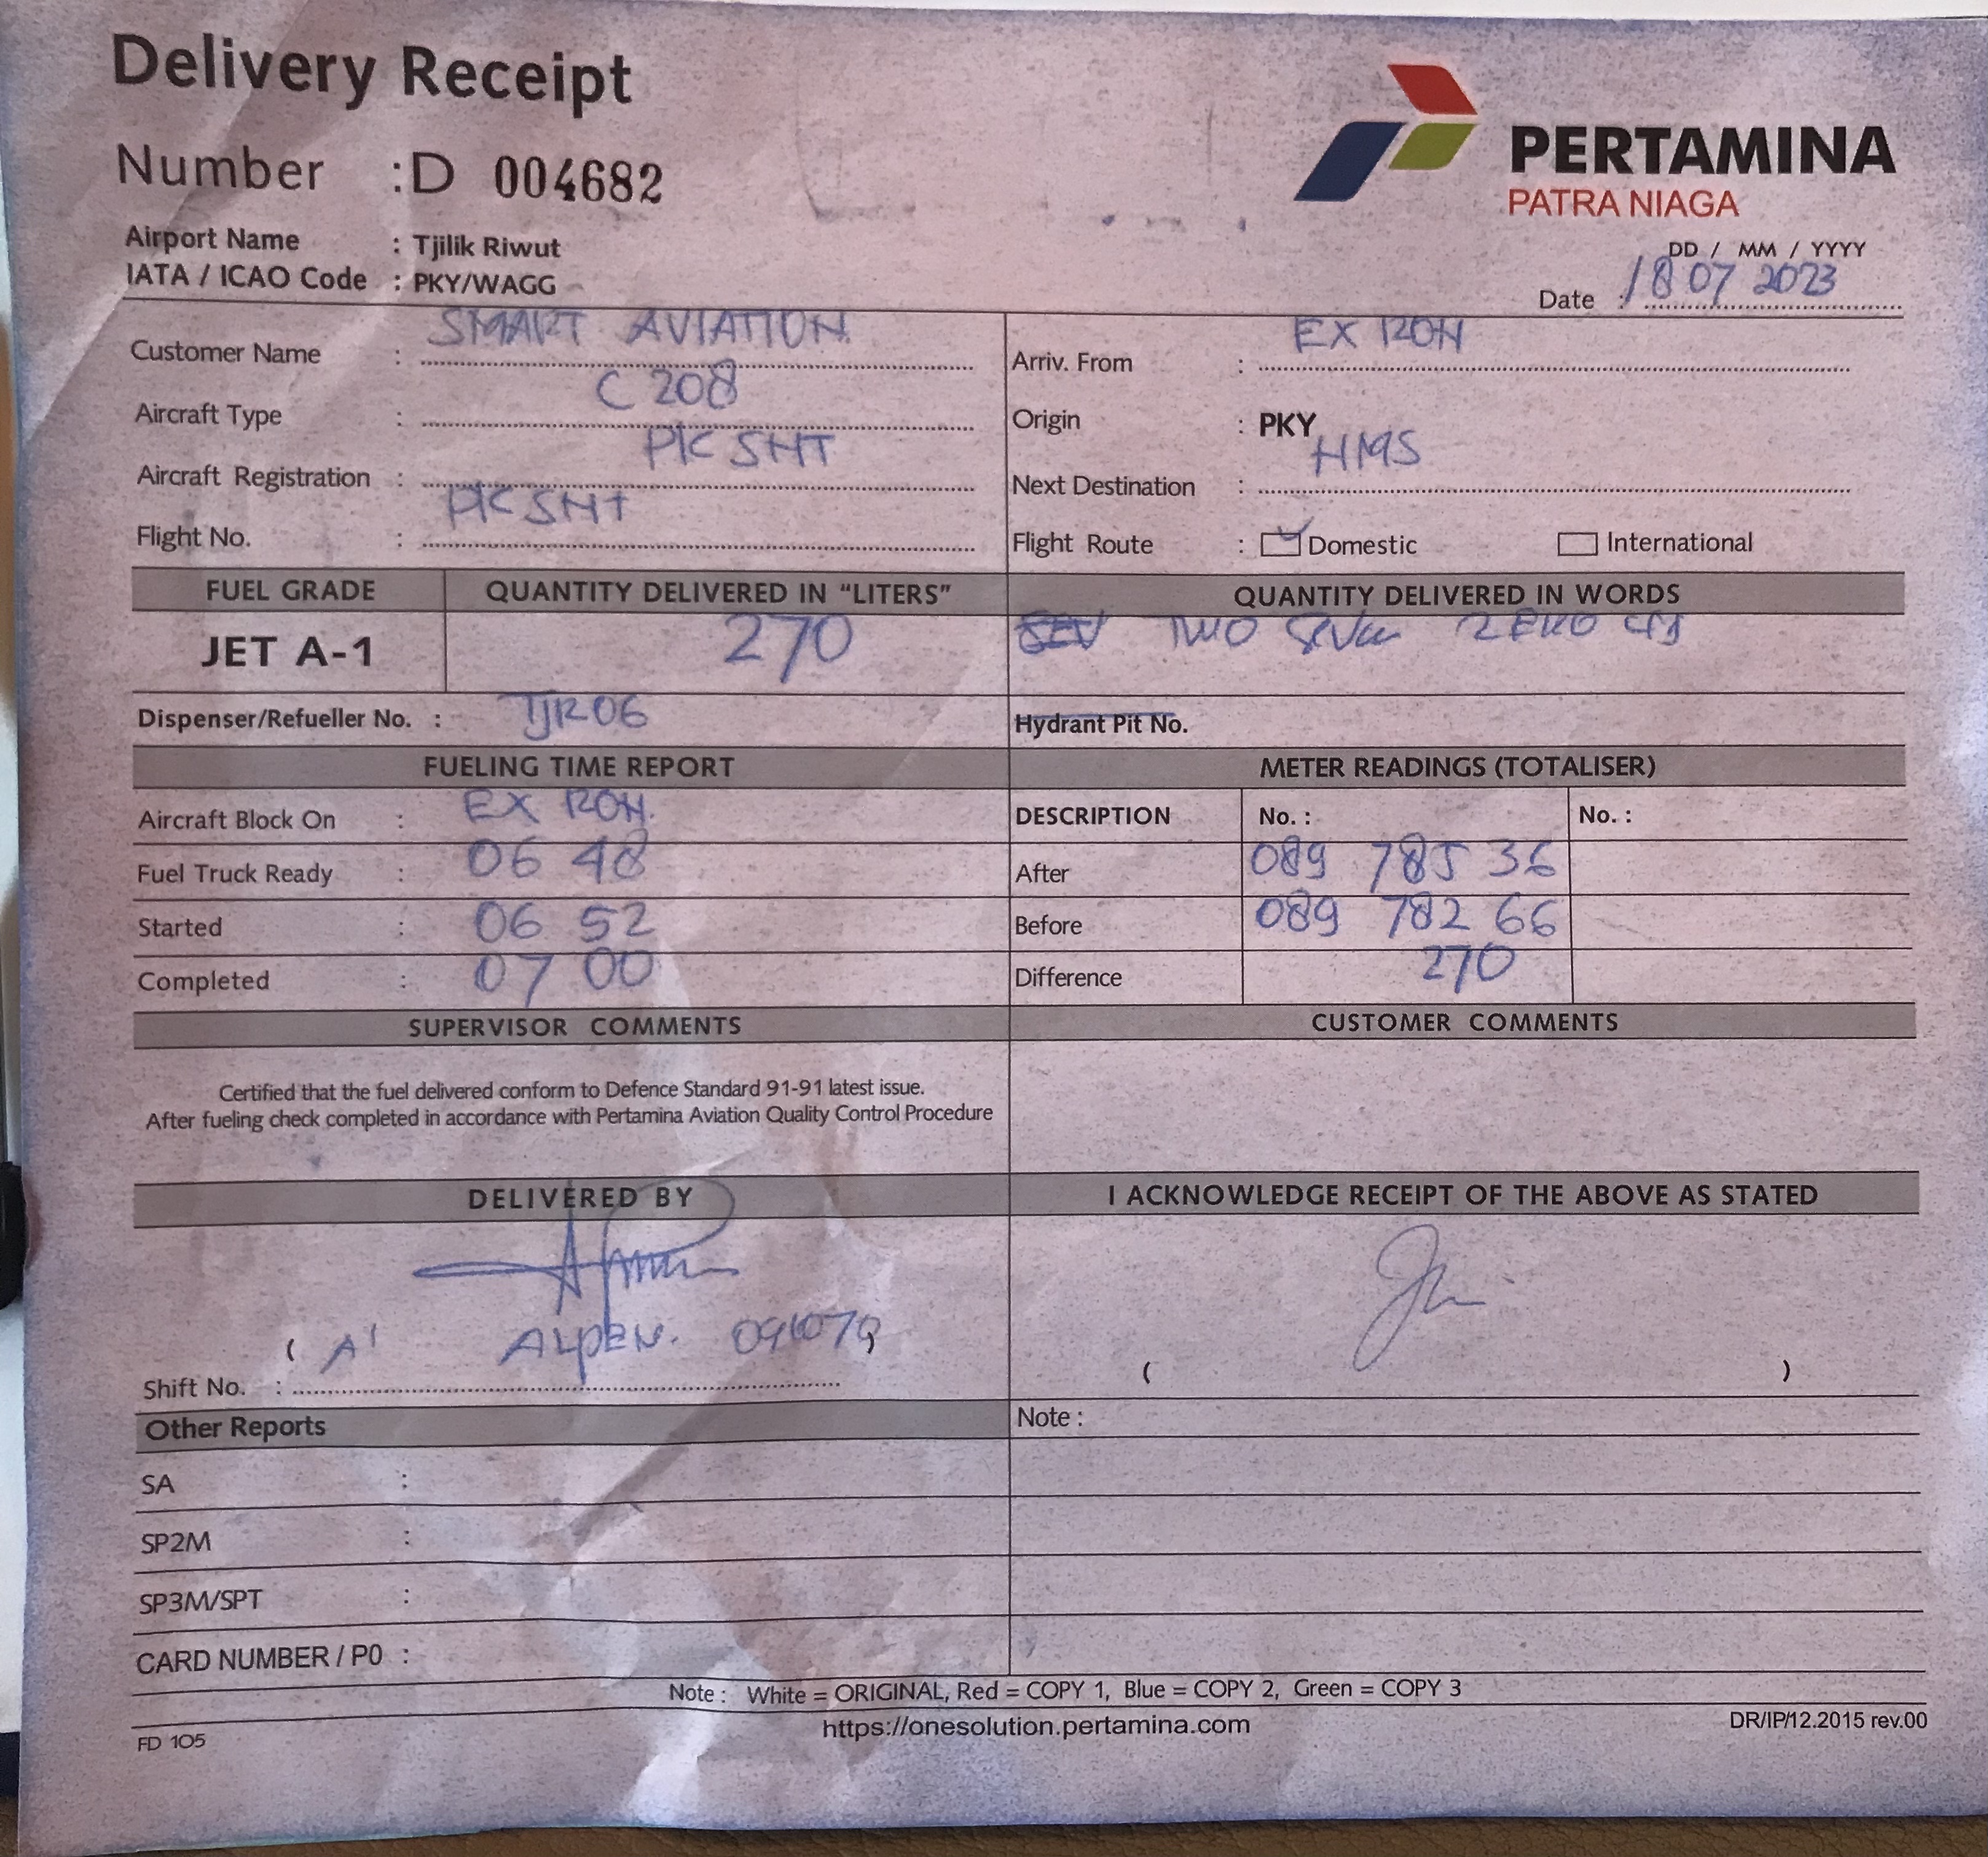 Delivery Receipt
Number : D 004682
PERTAMINA
PATRA NIAGA
Airport Name : Tjilik Riwut
IATA / ICAO Code : PKY/WAGG
DD / MM / YYYY
Date : 18 07 2023
Customer Name : SMART AVIATION
Arriv. From : EX RON
Aircraft Type : C 208
Origin : PKY
Aircraft Registration : PK SNT
Next Destination : HMS
Flight No. : PK SNT
Flight Route : Domestic International
FUEL GRADE QUANTITY DELIVERED IN "LITERS" QUANTITY DELIVERED IN WORDS
JET A-1 270 TWO SEVEN ZERO
Dispenser/Refueller No. : TJR 06
Hydrant Pit No.
FUELING TIME REPORT METER READINGS (TOTALISER)
Aircraft Block On : EX RON.
DESCRIPTION No. : No. :
Fuel Truck Ready : 06 48
After 089 785 36
Started : 06 52
Before 089 782 66
Completed : 07 00
Difference 270
SUPERVISOR COMMENTS CUSTOMER COMMENTS
Certified that the fuel delivered conform to Defence Standard 91-91 latest issue.
After fueling check completed in accordance with Pertamina Aviation Quality Control Procedure
DELIVERED BY I ACKNOWLEDGE RECEIPT OF THE ABOVE AS STATED
( A' ALPEN.
Shift No. :
( )
Other Reports Note :
SA :
SP2M :
SP3M/SPT :
CARD NUMBER / P0 :
Note : White = ORIGINAL, Red = COPY 1, Blue = COPY 2, Green = COPY 3
https://onesolution.pertamina.com
FD 105
DR/IP/12.2015 rev.00